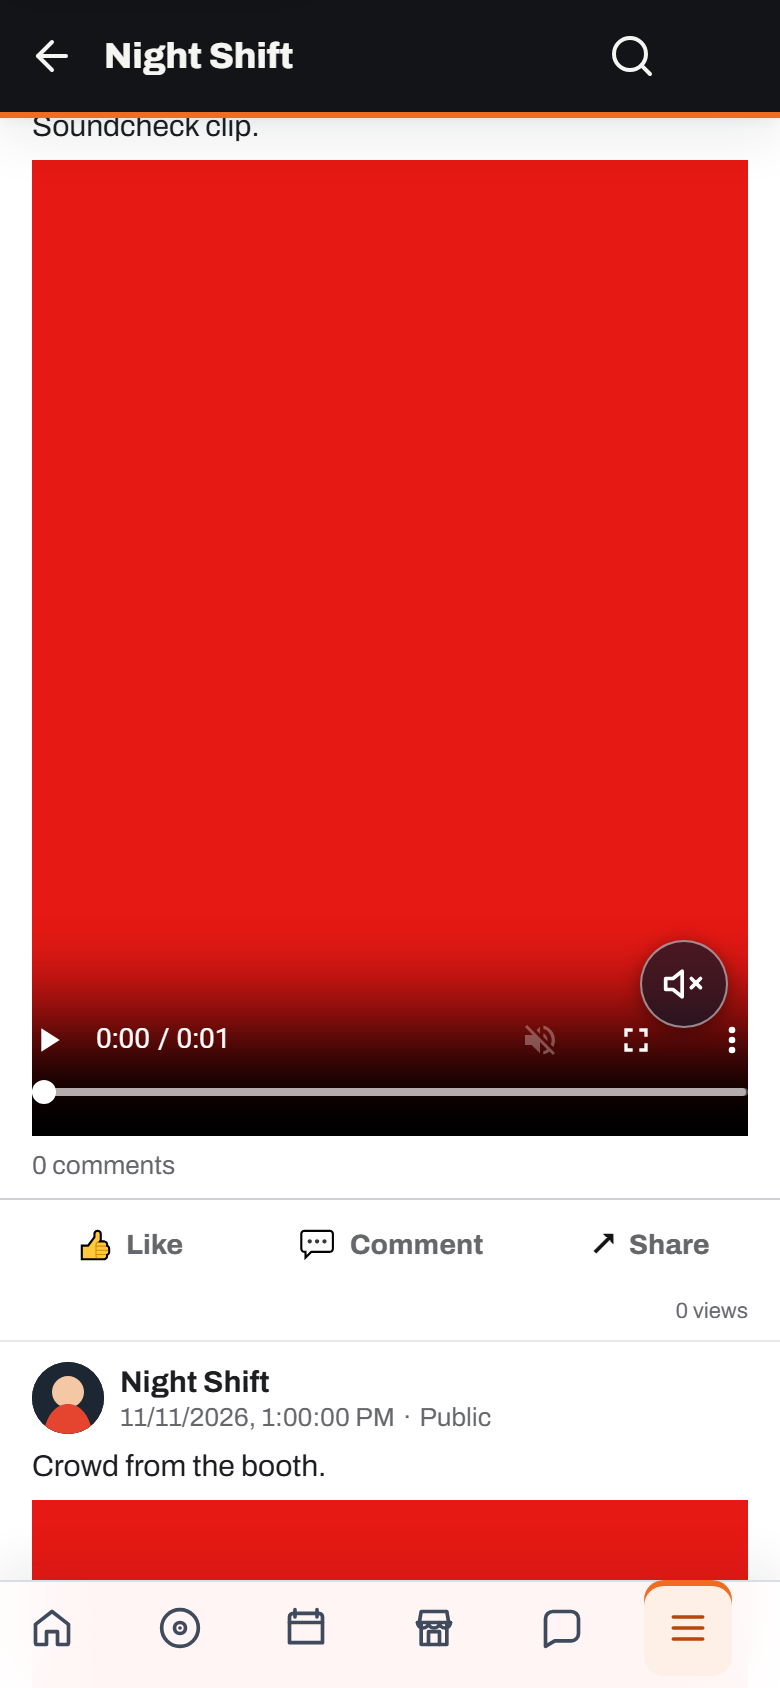 Night Shift
Soundcheck clip.
0:00 / 0:01
0 comments
Like
Comment
Share
0 views
Night Shift
11/11/2026, 1:00:00 PM · Public
Crowd from the booth.